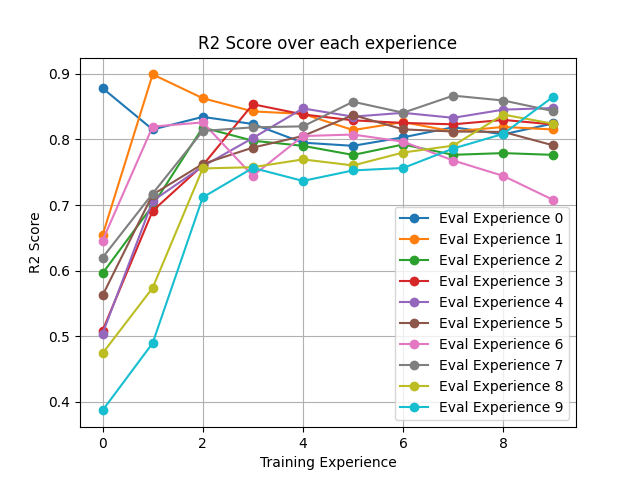 R2 Score over each experience
0.9
0.8
0.7
0.6
0.5
0.4
R2 Score
0
2
4
6
8
Training Experience
Eval Experience 0
Eval Experience 1
Eval Experience 2
Eval Experience 3
Eval Experience 4
Eval Experience 5
Eval Experience 6
Eval Experience 7
Eval Experience 8
Eval Experience 9